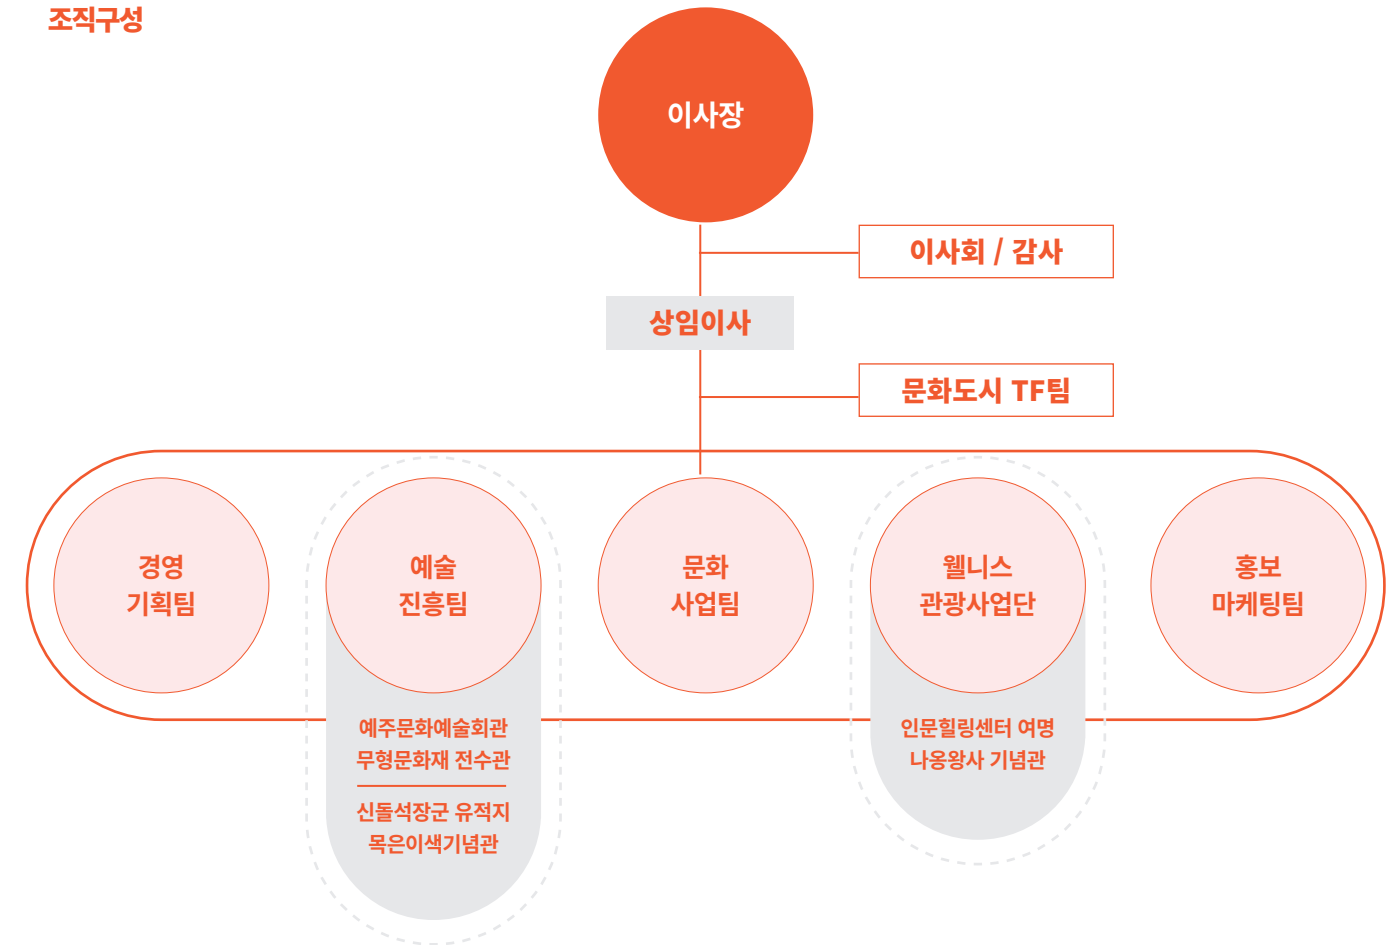 조직구성
이사장
이사회 / 감사
상임이사
문화도시 TF팀
경영
기획팀
예술
진흥팀
문화
사업팀
웰니스
관광사업단
홍보
마케팅팀
예주문화예술회관
무형문화재 전수관
신돌석장군 유적지
목은이색기념관
인문힐링센터 여명
나옹왕사 기념관